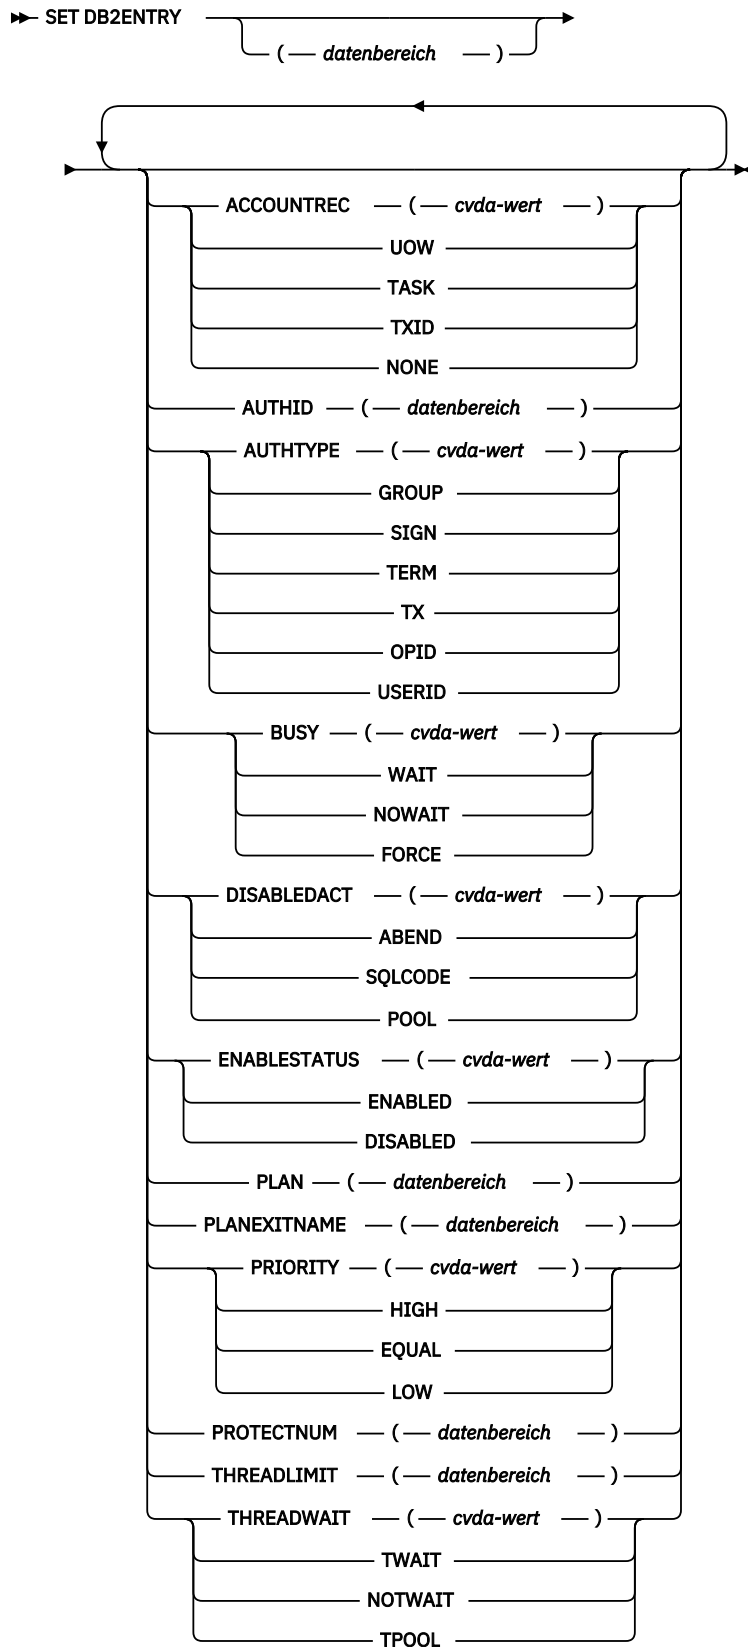 SET DB2ENTRY
( datenbereich )
ACCOUNTREC ( cvda-wert )
UOW
TASK
TXID
NONE
AUTHID ( datenbereich )
AUTHTYPE ( cvda-wert )
GROUP
SIGN
TERM
TX
OPID
USERID
BUSY ( cvda-wert )
WAIT
NOWAIT
FORCE
DISABLEDACT ( cvda-wert )
ABEND
SQLCODE
POOL
ENABLESTATUS ( cvda-wert )
ENABLED
DISABLED
PLAN ( datenbereich )
PLANEXITNAME ( datenbereich )
PRIORITY ( cvda-wert )
HIGH
EQUAL
LOW
PROTECTNUM ( datenbereich )
THREADLIMIT ( datenbereich )
THREADWAIT ( cvda-wert )
TWAIT
NOTWAIT
TPOOL